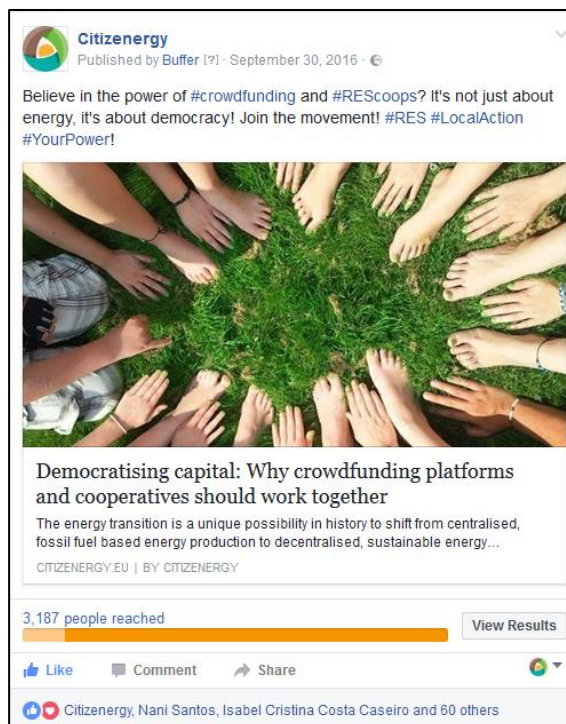 Citizenergy
Published by Buffer [?] · September 30, 2016 ·
Believe in the power of #crowdfunding and #REScoops? It's not just about
energy, it's about democracy! Join the movement! #RES #LocalAction
#YourPower!
Democratising capital: Why crowdfunding platforms
and cooperatives should work together
The energy transition is a unique possibility in history to shift from centralised,
fossil fuel based energy production to decentralised, sustainable energy...
CITIZENERGY.EU | BY CITIZENERGY
3,187 people reached
View Results
Like Comment Share
Citizenergy, Nani Santos, Isabel Cristina Costa Caseiro and 60 others